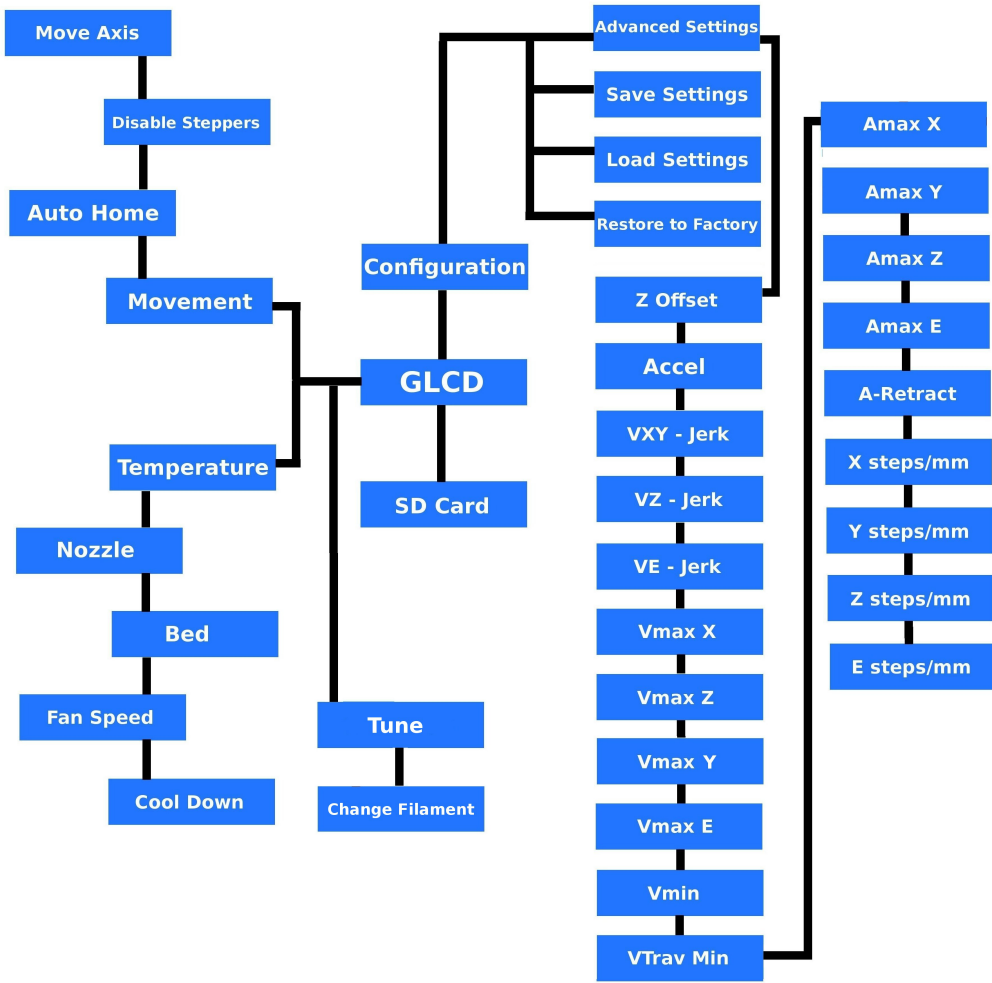 Move Axis
Disable Steppers
Auto Home
Movement
Temperature
Nozzle
Bed
Fan Speed
Cool Down
Configuration
GLCD
SD Card
Tune
Change Filament
Advanced Settings
Save Settings
Load Settings
Restore to Factory
Z Offset
Accel
VXY - Jerk
VZ - Jerk
VE - Jerk
Vmax X
Vmax Z
Vmax Y
Vmax E
Vmin
VTrav Min
Amax X
Amax Y
Amax Z
Amax E
A-Retract
X steps/mm
Y steps/mm
Z steps/mm
E steps/mm